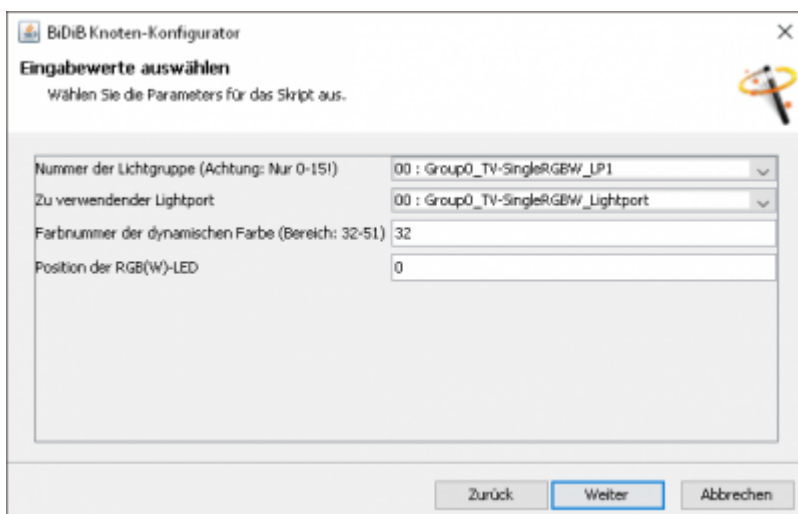 BiDiB Knoten-Konfigurator
Eingabewerte auswählen
Wählen Sie die Parameters für das Skript aus.
Nummer der Lichtgruppe (Achtung: Nur 0-15!) 00 : Group0_TV-SingleRGBW_LP1
Zu verwendender Lightport 00 : Group0_TV-SingleRGBW_Lightport
Farbnummer der dynamischen Farbe (Bereich: 32-51) 32
Position der RGB(W)-LED 0
Zurück Weiter Abbrechen